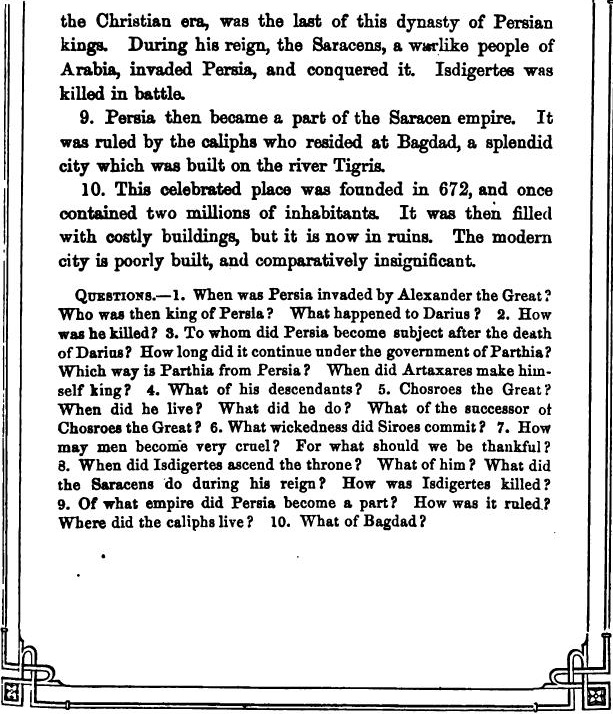 the Christian era, was the last of this dynasty of Persian
kings. During his reign, the Saracens, a warlike people of
Arabia, invaded Persia, and conquered it. Isdigertes was
killed in battle.
9. Persia then became a part of the Saracen empire. It
was ruled by the caliphs who resided at Bagdad, a splendid
city which was built on the river Tigris.
10. This celebrated place was founded in 672, and once
contained two millions of inhabitants. It was then filled
with costly buildings, but it is now in ruins. The modern
city is poorly built, and comparatively insignificant.
QUESTIONS.—1. When was Persia invaded by Alexander the Great?
Who was then king of Persia? What happened to Darius? 2. How
was he killed? 3. To whom did Persia become subject after the death
of Darius? How long did it continue under the government of Parthia?
Which way is Parthia from Persia? When did Artaxares make him-
self king? 4. What of his descendants? 5. Chosroes the Great?
When did he live? What did he do? What of the successor of
Chosroes the Great? 6. What wickedness did Siroes commit? 7. How
may men become very cruel? For what should we be thankful?
8. When did Isdigertes ascend the throne? What of him? What did
the Saracens do during his reign? How was Isdigertes killed?
9. Of what empire did Persia become a part? How was it ruled?
Where did the caliphs live? 10. What of Bagdad?